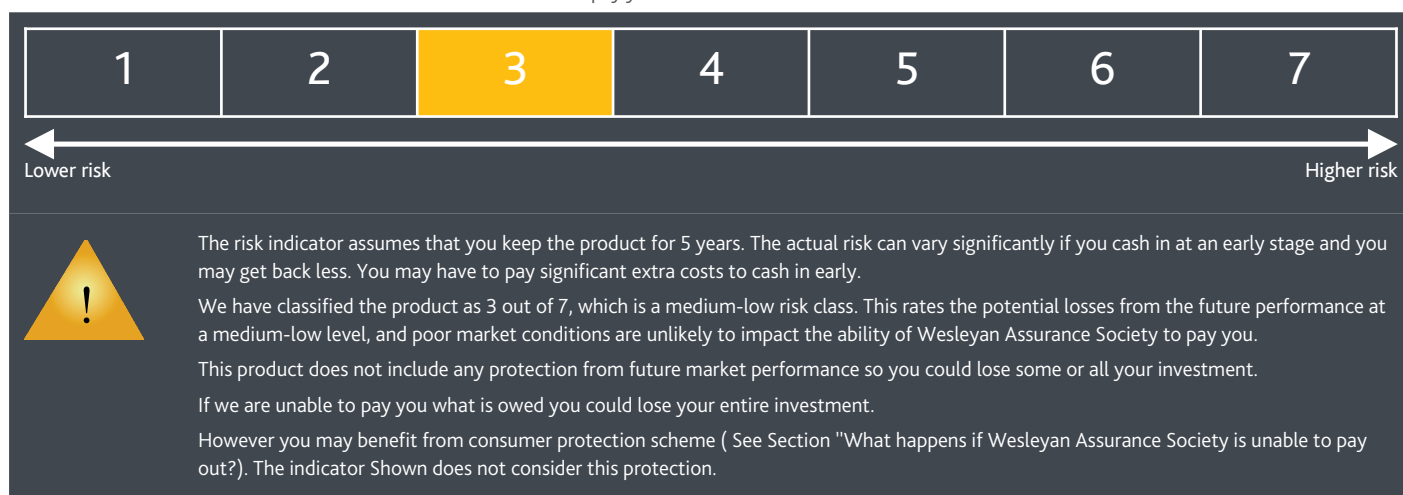 1 2 3 4 5 6 7
Lower risk Higher risk
!
The risk indicator assumes that you keep the product for 5 years. The actual risk can vary significantly if you cash in at an early stage and you
may get back less. You may have to pay significant extra costs to cash in early.
We have classified the product as 3 out of 7, which is a medium-low risk class. This rates the potential losses from the future performance at
a medium-low level, and poor market conditions are unlikely to impact the ability of Wesleyan Assurance Society to pay you.
This product does not include any protection from future market performance so you could lose some or all your investment.
If we are unable to pay you what is owed you could lose your entire investment.
However you may benefit from consumer protection scheme ( See Section "What happens if Wesleyan Assurance Society is unable to pay
out?). The indicator Shown does not consider this protection.